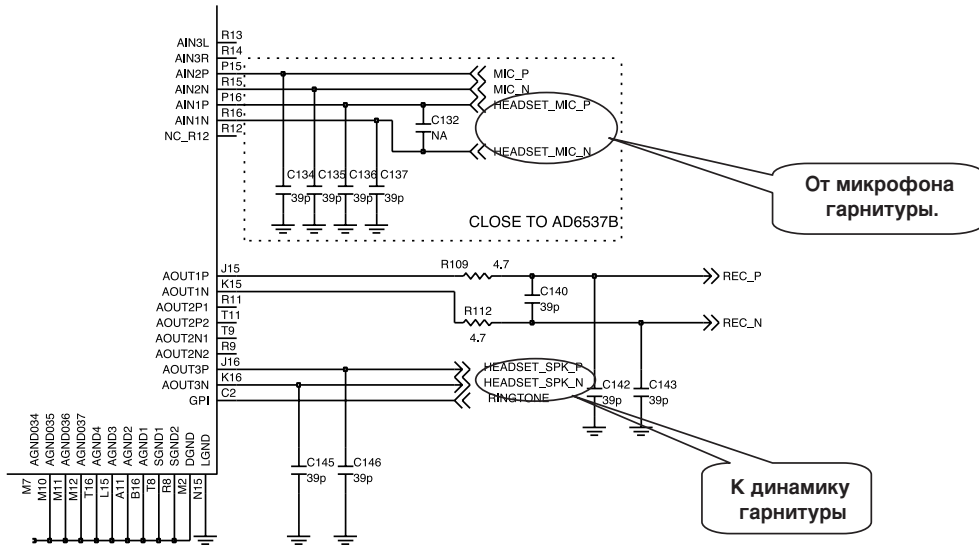 AIN3L R13
AIN3R R14
AIN2P P15 MIC_P
AIN2N R15 MIC_N
AIN1P P16 HEADSET_MIC_P
AIN1N R16
NC_R12 R12
C132
NA
HEADSET_MIC_N
C134 C135 C136 C137
39p 39p 39p 39p
CLOSE TO AD6537B
От микрофона
гарнитуры.
AOUT1P J15 R109 4.7 REC_P
AOUT1N K15
C140
39p
AOUT2P1 R11
R112
4.7
REC_N
AOUT2P2 T11
AOUT2N1 T9
AOUT2N2 R9
AOUT3P J16 HEADSET_SPK_P
AOUT3N K16 HEADSET_SPK_N
GPI C2 RINGTONE
C142 C143
39p 39p
AGND034 AGND035 AGND036 AGND037 AGND4 AGND3 AGND2 AGND1 SGND1 SGND2 DGND LGND
M7 M10 M11 M12 T16 L15 A11 B16 T8 R8 M2 N15
C145 C146
39p 39p
К динамику
гарнитуры